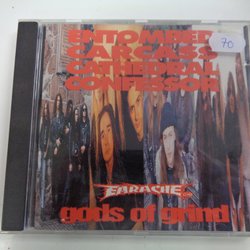 ENTOMBED
CARCASS
CATHEDRAL
CONFESSOR
70
EARACHE
gods of grind